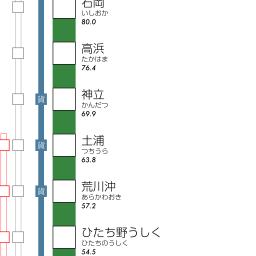 石岡
いしおか
80.0
高浜
たかはま
76.4
貨
神立
かんだつ
69.9
貨
土浦
つちうら
63.8
貨
荒川沖
あらかわおき
57.2
ひたち野うしく
ひたちのうしく
54.5